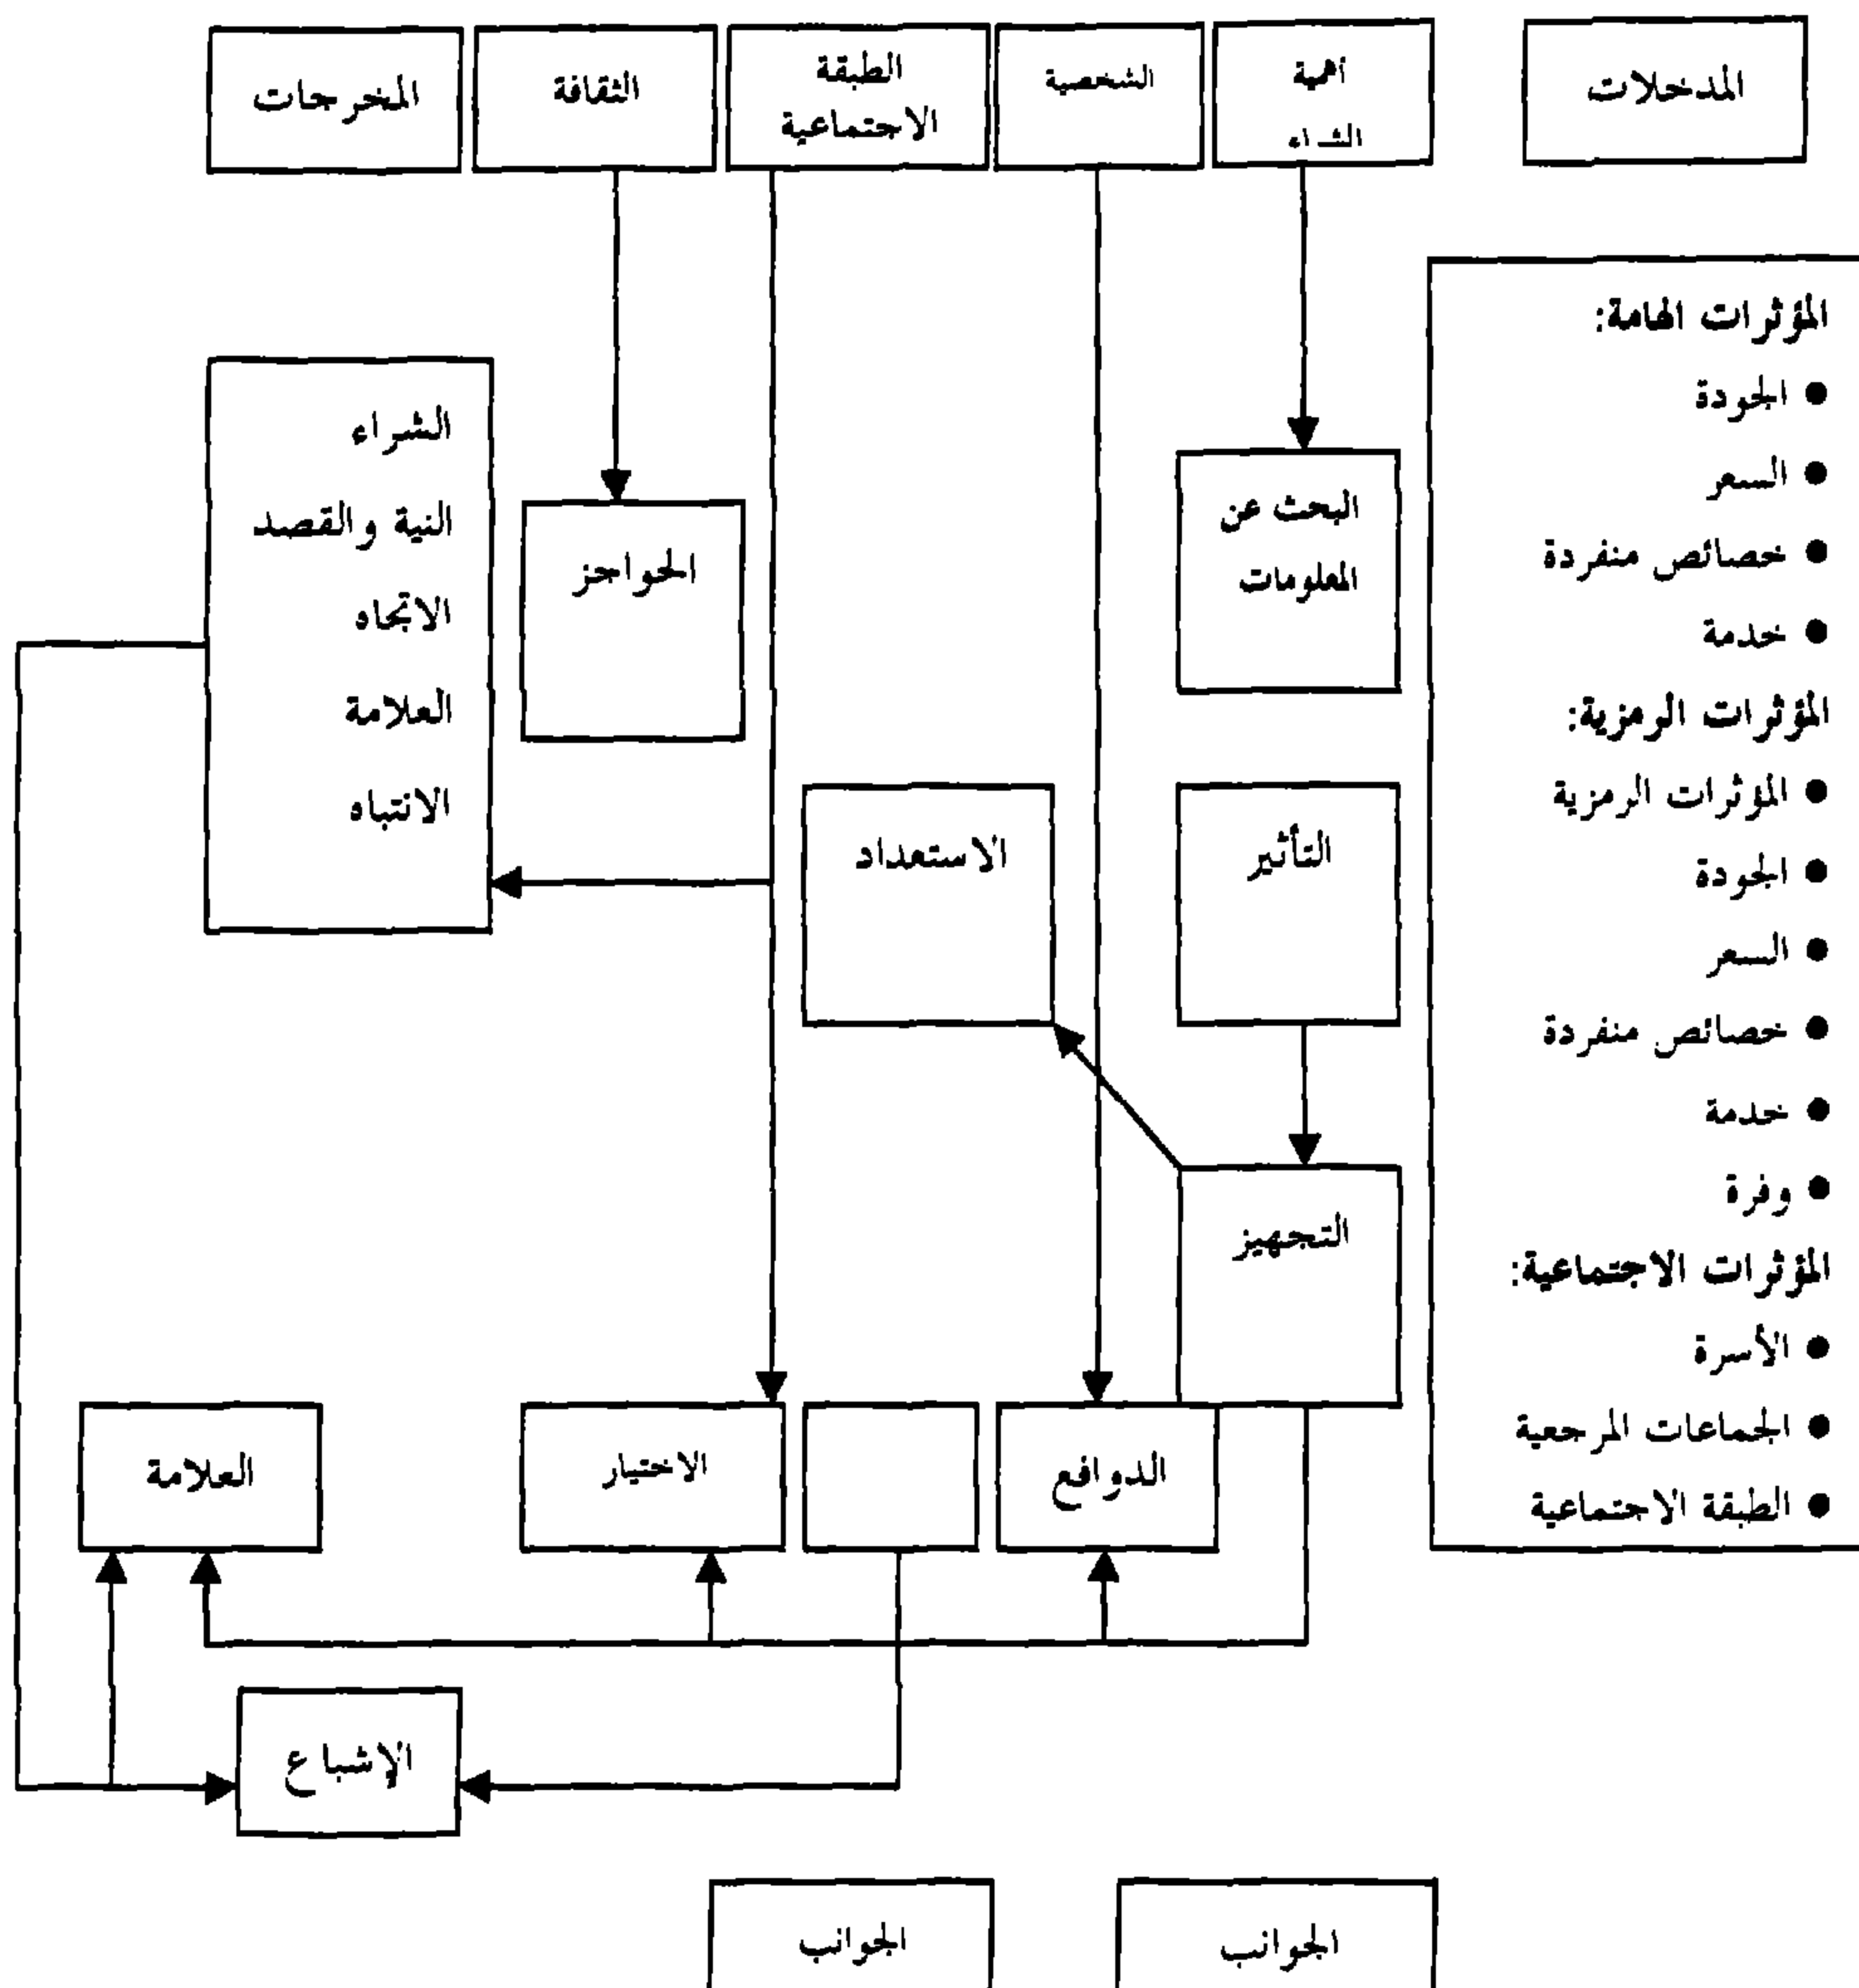 المدخلات
أهمية
الشراء
الشخصية
الطبقة
الاجتماعية
الثقافة
المخرجات
المؤثرات الهامة:
● الجودة
● السعر
● خصائص منفردة
● خدمة
المؤثرات الرمزية:
● المؤثرات الرمزية
● الجودة
● السعر
● خصائص منفردة
● خدمة
● وفرة
المؤثرات الاجتماعية:
● الأسرة
● الجماعات المرجعية
● الطبقة الاجتماعية
البحث عن
المعلومات
التأثير
التجهيز
الاستعداد
الحواجز
الشراء
النية والقصد
الاتجاه
العلامة
الانتباه
الدوافع
الاختيار
العلامة
الإشباع
الجوانب
الجوانب